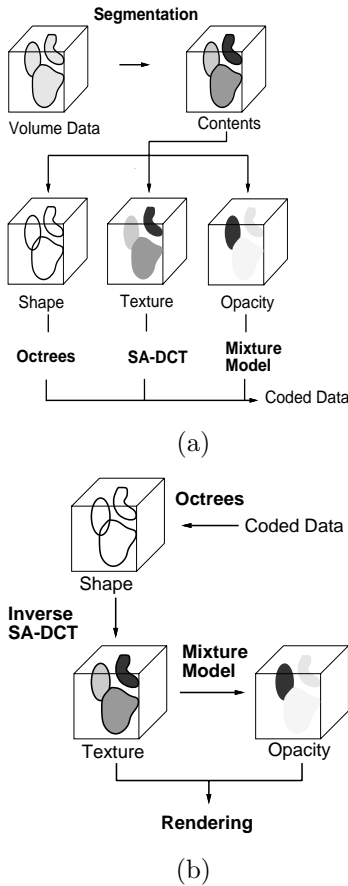 Segmentation
Volume Data
Contents
Shape
Texture
Opacity
Octrees
SA-DCT
Mixture
Model
Coded Data
(a)
Octrees
Coded Data
Shape
Inverse
SA-DCT
Mixture
Model
Texture
Opacity
Rendering
(b)